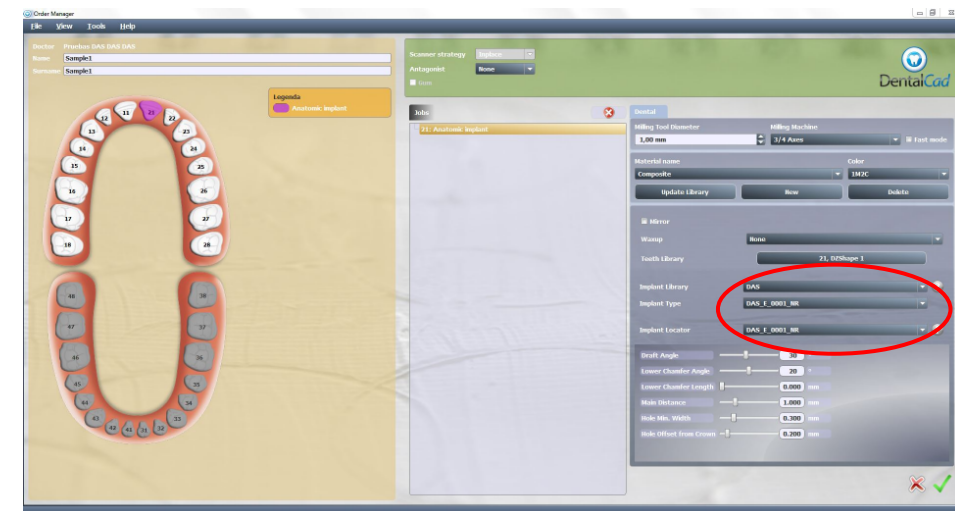 Order Manager
File View Tools Help
Doctor Pruebas DAS DAS DAS
Name Sample1
Surname Sample1
Legenda
Anatomic implant
11 21
12 22
13 23
14 24
15 25
16 26
17 27
18 28
48 38
47 37
46 36
45 35
44 34
43 33
42 41 31 32
Scanner strategy
Antagonist None
DentalCad
Jobs
21: Anatomic implant
Dental
Milling Tool Diameter Milling Machine
1,00 mm 3/4 Axes Fast mode
Material name Color
Composite 1M2C
Update Library New Delete
Mirror
Waxup None
Tooth Library 21, DZShape 1
Implant Library DAS
Implant Type DAS_E_0001_NR
Implant Locator DAS_E_0001_NR
Draft Angle 30
Lower Chamfer Angle 20 °
Lower Chamfer Length 0.000 mm
Main Distance 1.000 mm
Hole Min. Width 0.300 mm
Hole Offset from Crown 0.200 mm